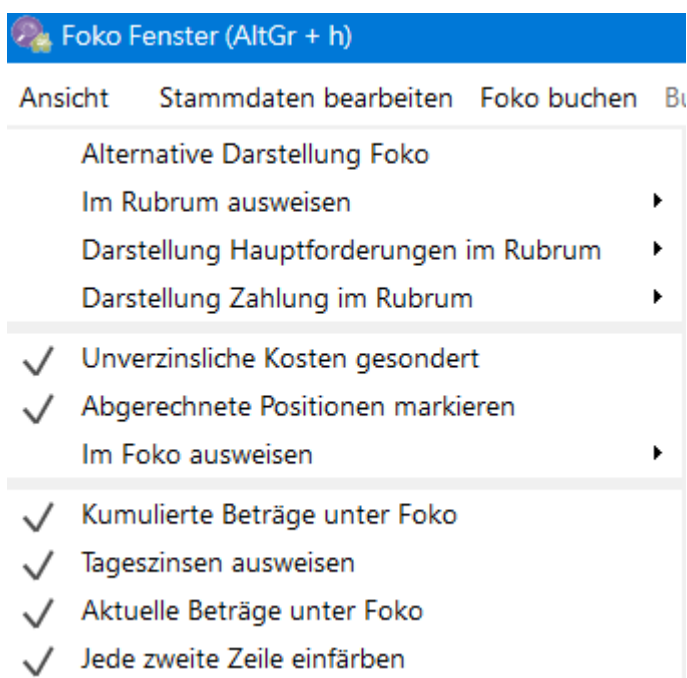 Foko Fenster (AltGr + h)
Ansicht Stammdaten bearbeiten Foko buchen
Alternative Darstellung Foko
Im Rubrum ausweisen
Darstellung Hauptforderungen im Rubrum
Darstellung Zahlung im Rubrum
Unverzinsliche Kosten gesondert
Abgerechnete Positionen markieren
Im Foko ausweisen
Kumulierte Beträge unter Foko
Tageszinsen ausweisen
Aktuelle Beträge unter Foko
Jede zweite Zeile einfärben